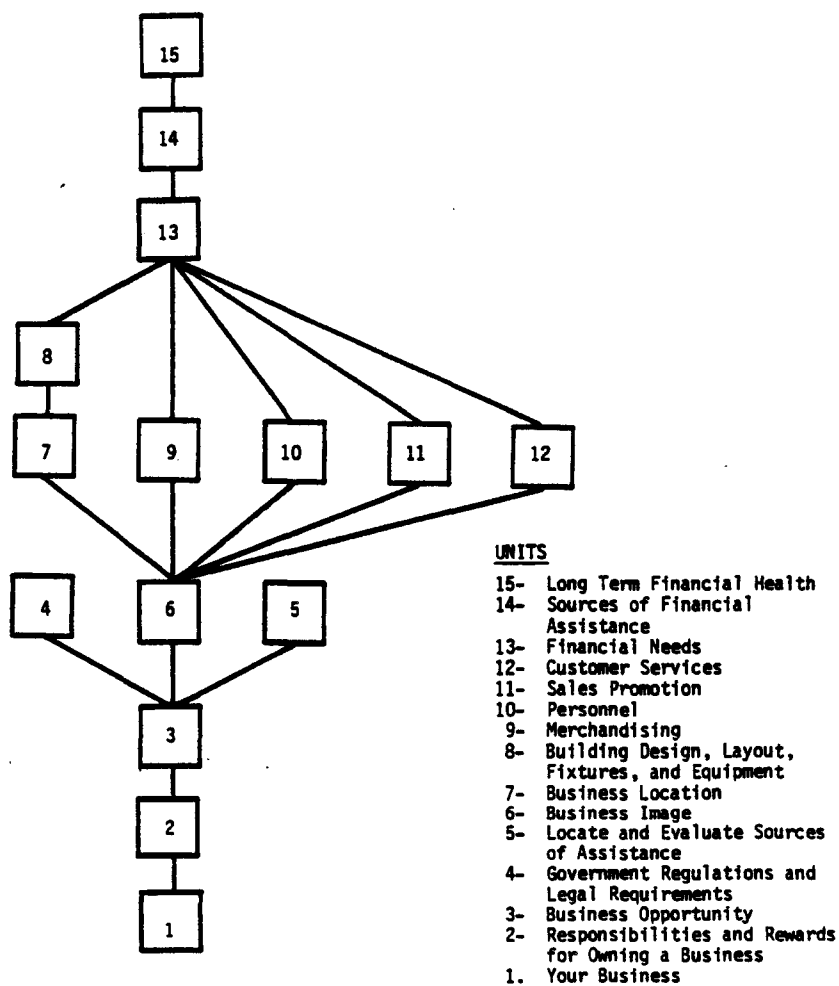 15
14
13
8
7
9
10
11
12
4
6
5
3
2
1
UNITS
15- Long Term Financial Health
14- Sources of Financial
Assistance
13- Financial Needs
12- Customer Services
11- Sales Promotion
10- Personnel
9- Merchandising
8- Building Design, Layout,
Fixtures, and Equipment
7- Business Location
6- Business Image
5- Locate and Evaluate Sources
of Assistance
4- Government Regulations and
Legal Requirements
3- Business Opportunity
2- Responsibilities and Rewards
for Owning a Business
1. Your Business